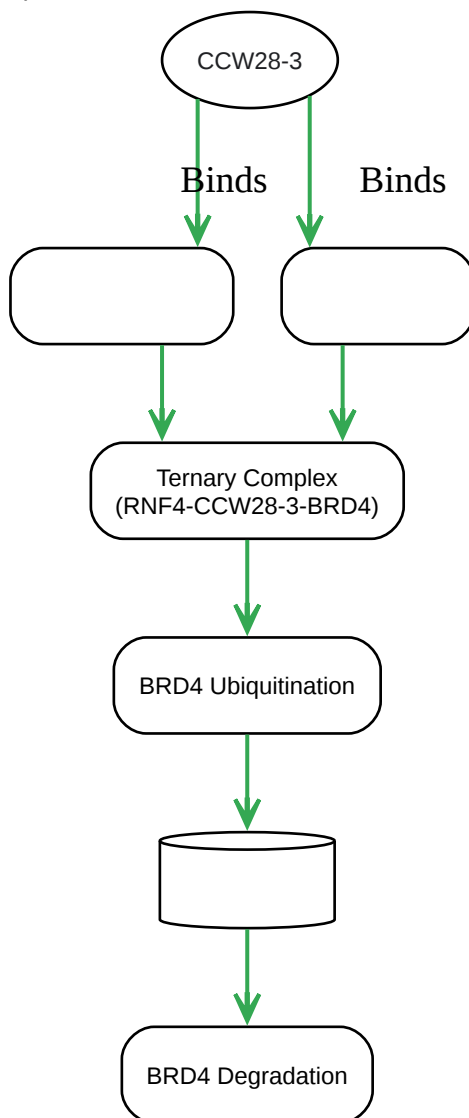 CCW28-3
Binds
Binds
Ternary Complex
(RNF4-CCW28-3-BRD4)
BRD4 Ubiquitination
BRD4 Degradation